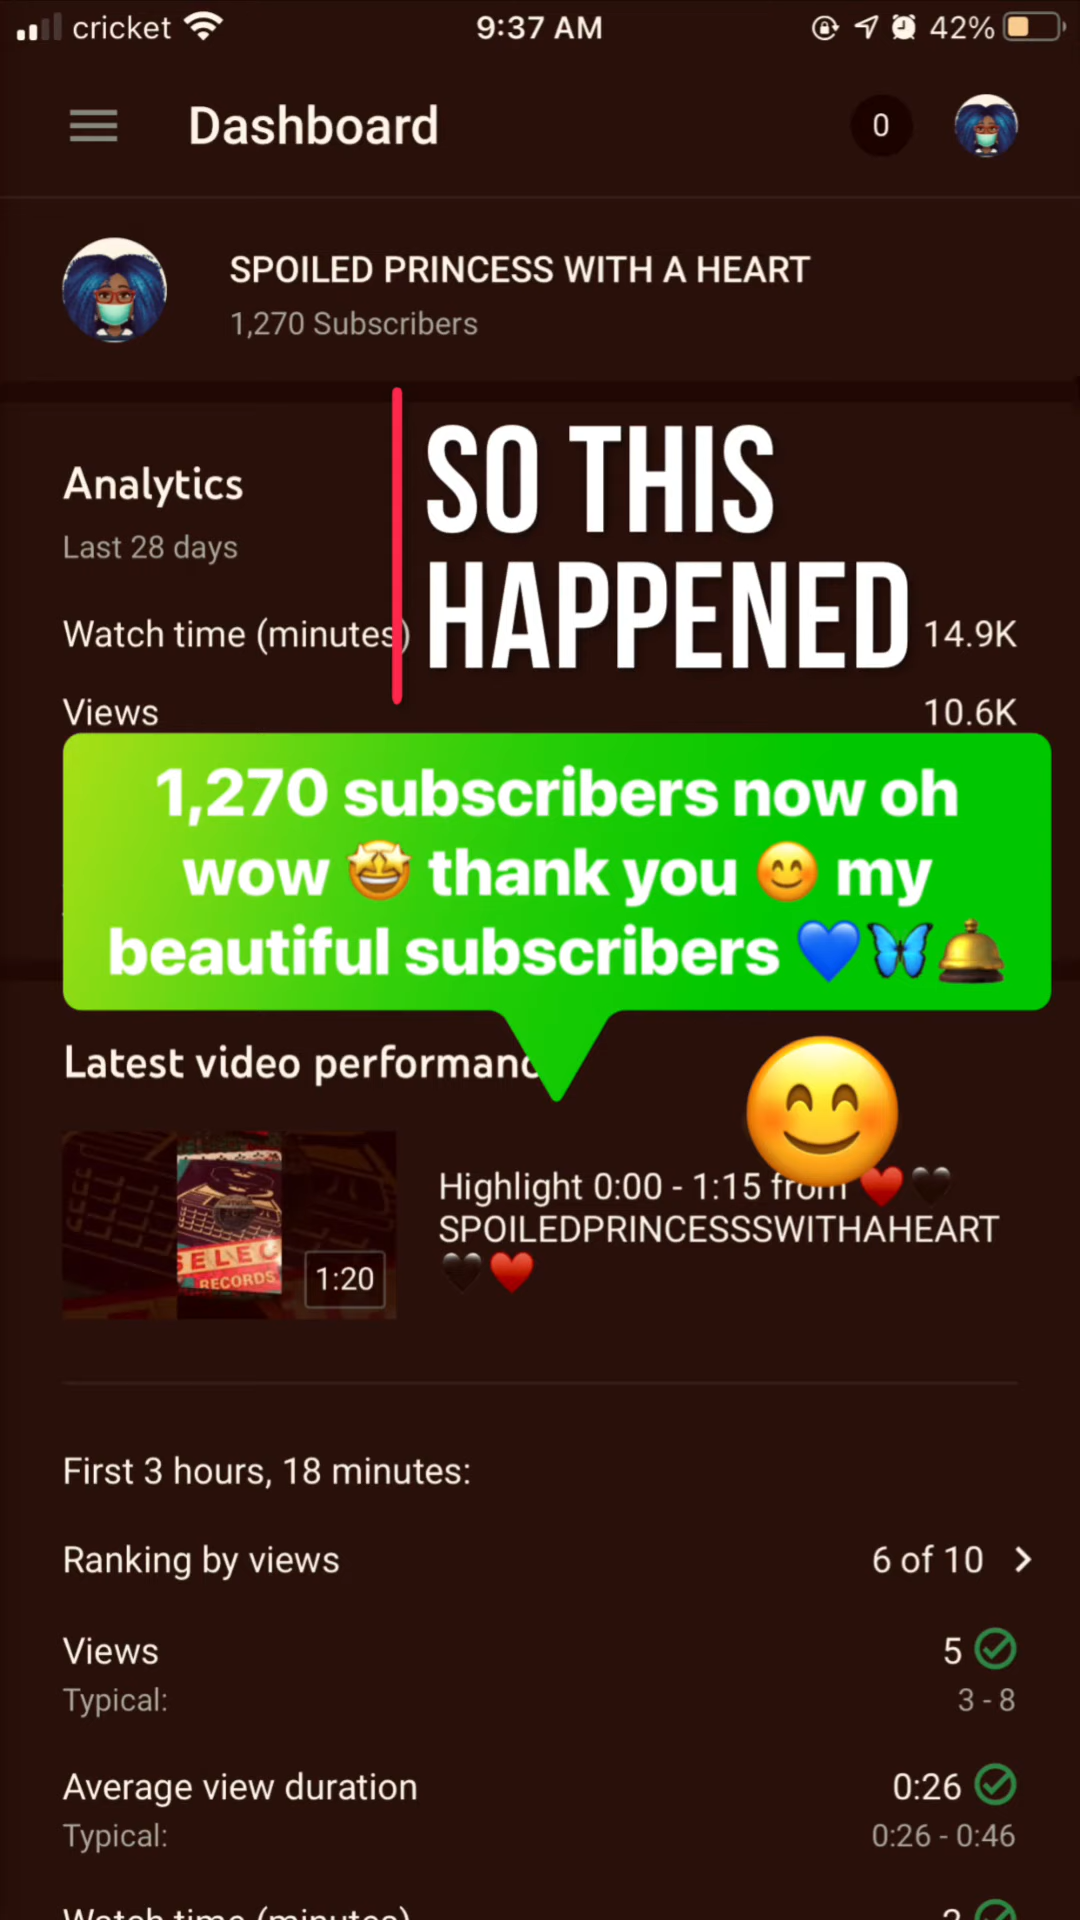 cricket 9:37 AM 42%
Dashboard 0
SPOILED PRINCESS WITH A HEART
1,270 Subscribers
SO THIS
HAPPENED
Analytics
Last 28 days
Watch time (minutes) 14.9K
Views 10.6K
1,270 subscribers now oh
wow 🤩 thank you 😊 my
beautiful subscribers 💙🦋🛎️
Latest video
Highlight 0:00 - 1:15 from ❤️🖤
SPOILEDPRINCESSSWITHAHEART
🖤❤️
RECORDS
1:20
First 3 hours, 18 minutes:
Ranking by views 6 of 10
Views 5
Typical: 3 - 8
Average view duration 0:26
Typical: 0:26 - 0:46
Watch time (minutes)